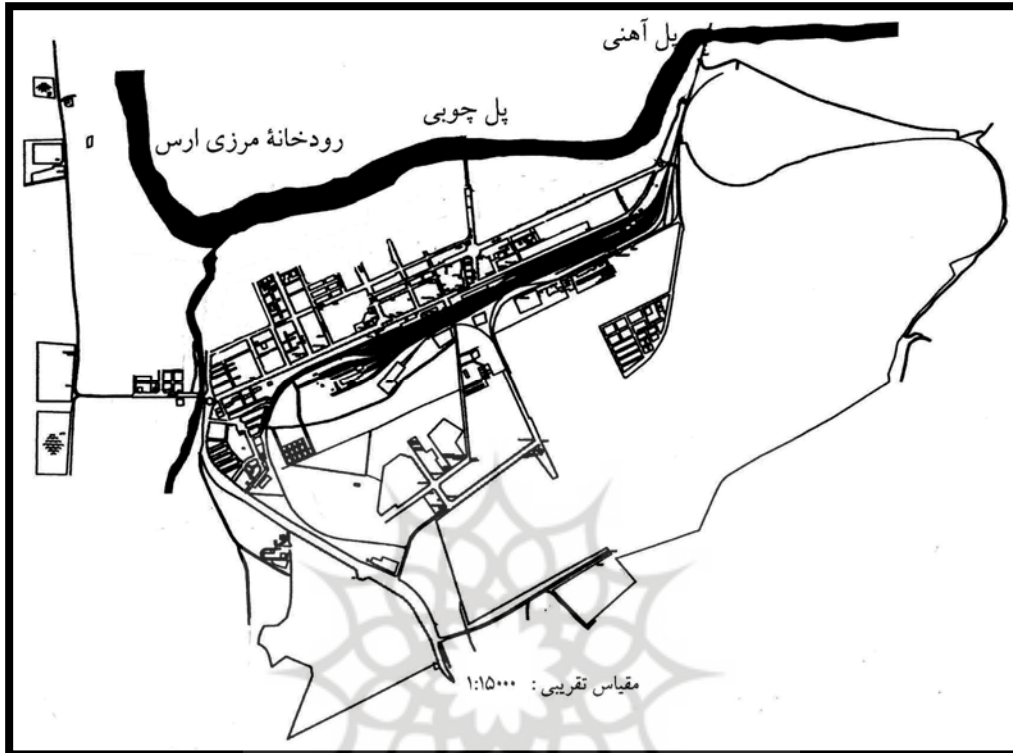 پل آهنی
پل چوبی
رودخانهٔ مرزی ارس
مقیاس تقریبی : ۱:۱۵۰۰۰